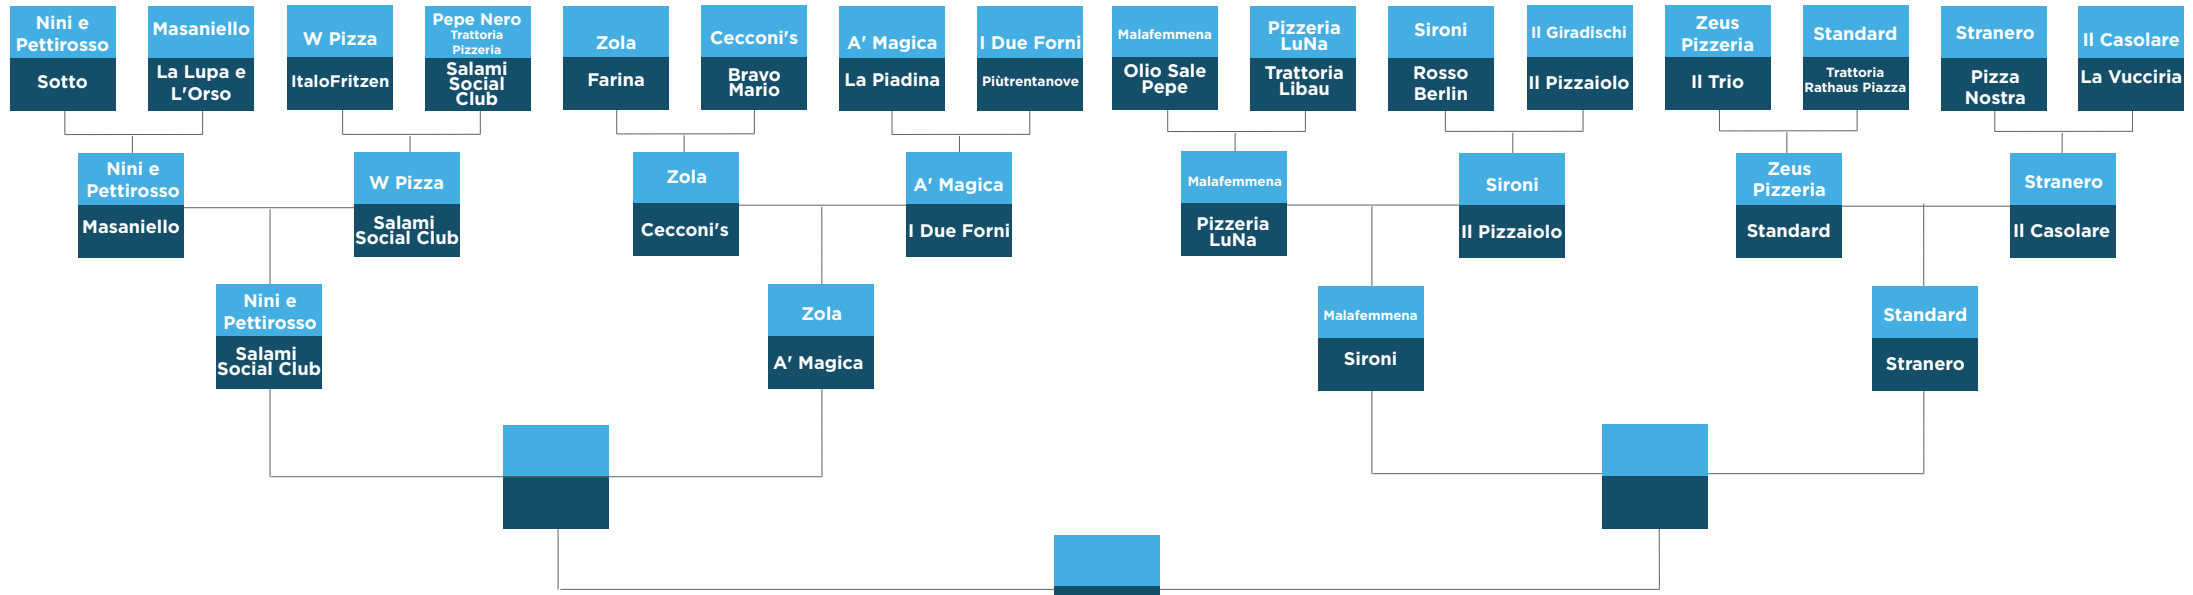 Nini e
Pettirosso
Sotto
Masaniello
La Lupa e
L'Orso
W Pizza
ItaloFritzen
Pepe Nero
Trattoria
Pizzeria
Salami
Social
Club
Zola
Farina
Cecconi's
Bravo
Mario
A' Magica
La Piadina
I Due Forni
Piùtrentanove
Malafemmena
Olio Sale
Pepe
Pizzeria
LuNa
Trattoria
Libau
Sironi
Rosso
Berlin
Il Giradischi
Il Pizzaiolo
Zeus
Pizzeria
Il Trio
Standard
Trattoria
Rathaus Piazza
Stranero
Pizza
Nostra
Il Casolare
La Vucciria
Nini e
Pettirosso
Masaniello
W Pizza
Salami
Social Club
Zola
Cecconi's
A' Magica
I Due Forni
Malafemmena
Pizzeria
LuNa
Sironi
Il Pizzaiolo
Zeus
Pizzeria
Standard
Stranero
Il Casolare
Nini e
Pettirosso
Salami
Social Club
Zola
A' Magica
Malafemmena
Sironi
Standard
Stranero